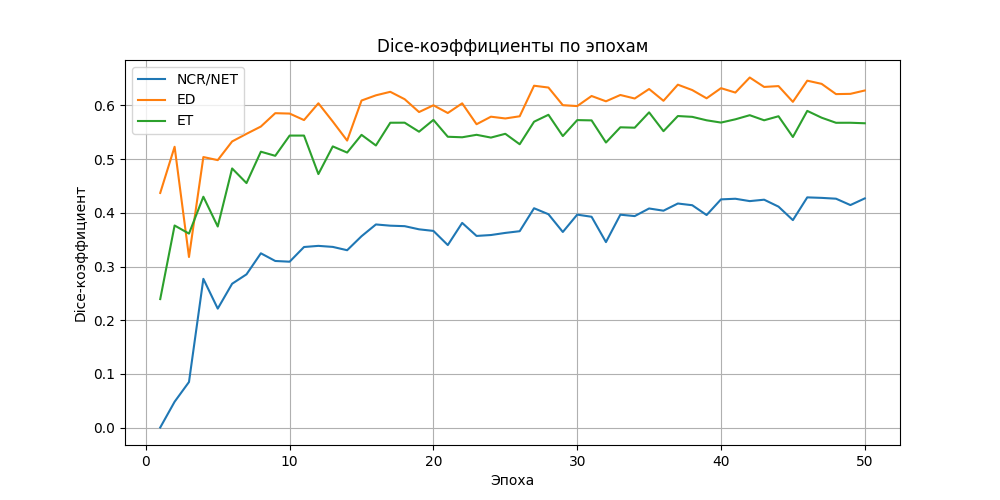 Dice-коэффициенты по эпохам
NCR/NET
ED
ET
Dice-коэффициент
0.6
0.5
0.4
0.3
0.2
0.1
0.0
0 10 20 30 40 50
Эпоха